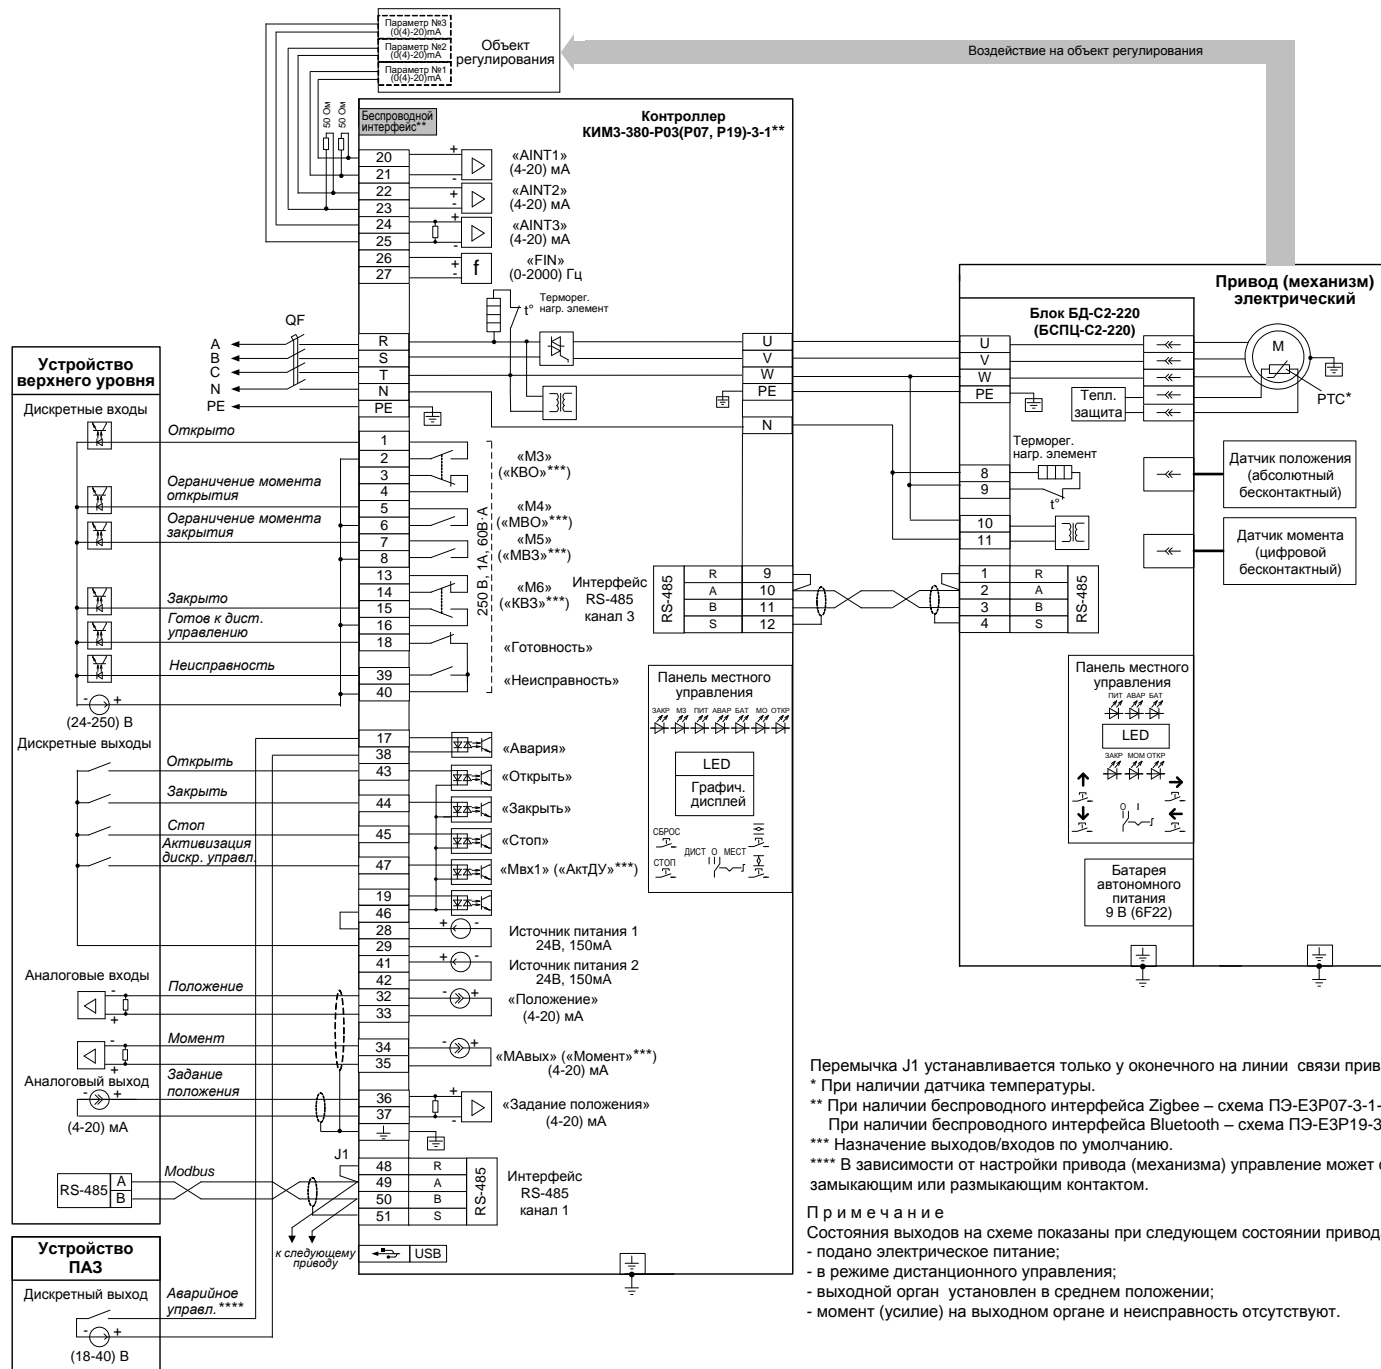 Параметр №3
(0(4)-20)mA
Параметр №2
(0(4)-20)mA
Параметр №1
(0(4)-20)mA
Объект
регулирования
Воздействие на объект регулирования
50 Ом
50 Ом
Беспроводной
интерфейс**
Контроллер
КИМ3-380-Р03(Р07, Р19)-3-1**
20
21
22
23
24
25
26
27
+
-
«AINT1»
(4-20) мА
+
-
«AINT2»
(4-20) мА
+
-
«AINT3»
(4-20) мА
+
-
f
«FIN»
(0-2000) Гц
Терморег.
нагр. элемент
t°
QF
A
B
C
N
PE
R
S
T
N
PE
U
V
W
PE
N
Устройство
верхнего уровня
Дискретные входы
Открыто
Ограничение момента
открытия
Ограничение момента
закрытия
Закрыто
Готов к дист.
управлению
Неисправность
- +
(24-250) В
1
2
3
4
5
6
7
8
13
14
15
16
18
39
40
«М3»
(«КВО»***)
«М4»
(«МВО»***)
«М5»
(«МВЗ»***)
«М6»
(«КВЗ»***)
250 В, 1А, 60В·А
«Готовность»
«Неисправность»
Интерфейс
RS-485
канал 3
RS-485
R
A
B
S
9
10
11
12
Дискретные выходы
Открыть
Закрыть
Стоп
Активизация
дискр. управл.
17
38
43
44
45
47
19
46
28
29
41
42
32
33
34
35
36
37
«Авария»
«Открыть»
«Закрыть»
«Стоп»
«Мвх1» («АктДУ»***)
+ -
Источник питания 1
24В, 150мА
+ -
Источник питания 2
24В, 150мА
- +
«Положение»
(4-20) мА
- +
«МАвых» («Момент»***)
(4-20) мА
+
-
«Задание положения»
(4-20) мА
Аналоговые входы
-
+
Положение
-
+
Момент
Аналоговый выход
- +
(4-20) мА
Задание
положения
RS-485
A
B
Modbus
J1
48
49
50
51
R
A
B
S
RS-485
Интерфейс
RS-485
канал 1
USB
к следующему
приводу
Устройство
ПАЗ
Дискретный выход
Аварийное
управл.****
- +
(18-40) В
Панель местного
управления
ЗАКР МЗ ПИТ АВАР БАТ МО ОТКР
LED
Графич.
дисплей
СБРОС
СТОП
ДИСТ О МЕСТ
Привод (механизм)
электрический
Блок БД-С2-220
(БСПЦ-С2-220)
U
V
W
PE
Тепл.
защита
M
PTC*
Терморег.
нагр. элемент
t°
8
9
10
11
1
2
3
4
R
A
B
S
RS-485
Датчик положения
(абсолютный
бесконтактный)
Датчик момента
(цифровой
бесконтактный)
Панель местного
управления
ПИТ АВАР БАТ
LED
ЗАКР МОМ ОТКР
О I
Батарея
автономного
питания
9 В (6F22)
Перемычка J1 устанавливается только у оконечного на линии связи прив
* При наличии датчика температуры.
** При наличии беспроводного интерфейса Zigbee – схема ПЭ-Е3Р07-3-1-
При наличии беспроводного интерфейса Bluetooth – схема ПЭ-Е3Р19-3
*** Назначение выходов/входов по умолчанию.
**** В зависимости от настройки привода (механизма) управление может о
замыкающим или размыкающим контактом.
П р и м е ч а н и е
Состояния выходов на схеме показаны при следующем состоянии привод
- подано электрическое питание;
- в режиме дистанционного управления;
- выходной орган установлен в среднем положении;
- момент (усилие) на выходном органе и неисправность отсутствуют.